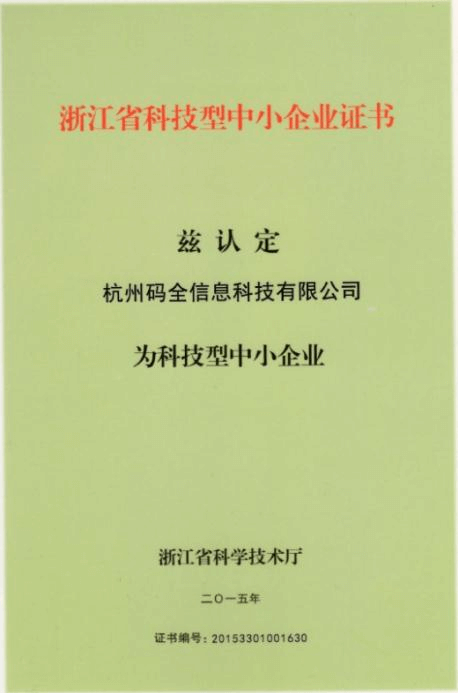 浙江省科技型中小企业证书
兹认定
杭州码全信息科技有限公司
为科技型中小企业
浙江省科学技术厅
二〇一五年
证书编号: 20153301001630